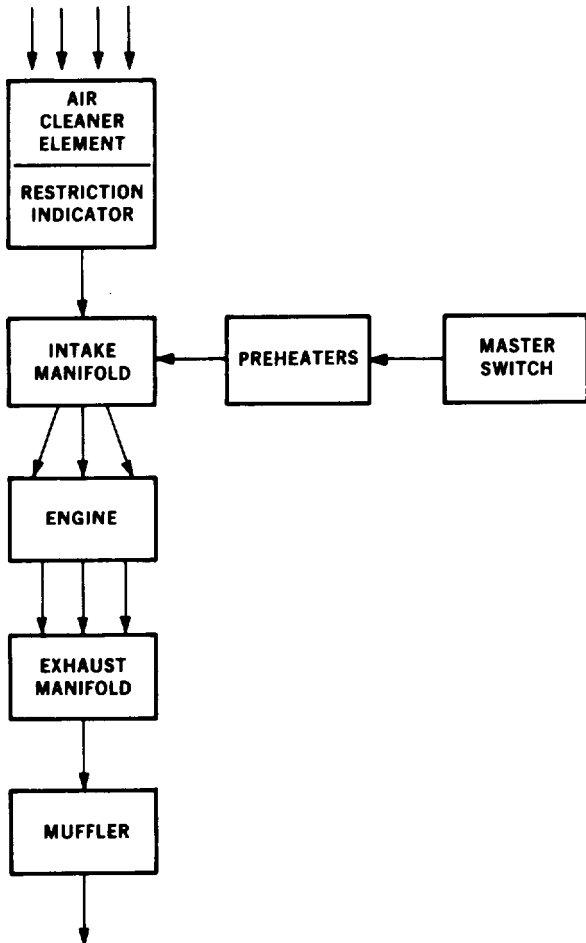 AIR
CLEANER
ELEMENT
RESTRICTION
INDICATOR
INTAKE
MANIFOLD
PREHEATERS
MASTER
SWITCH
ENGINE
EXHAUST
MANIFOLD
MUFFLER